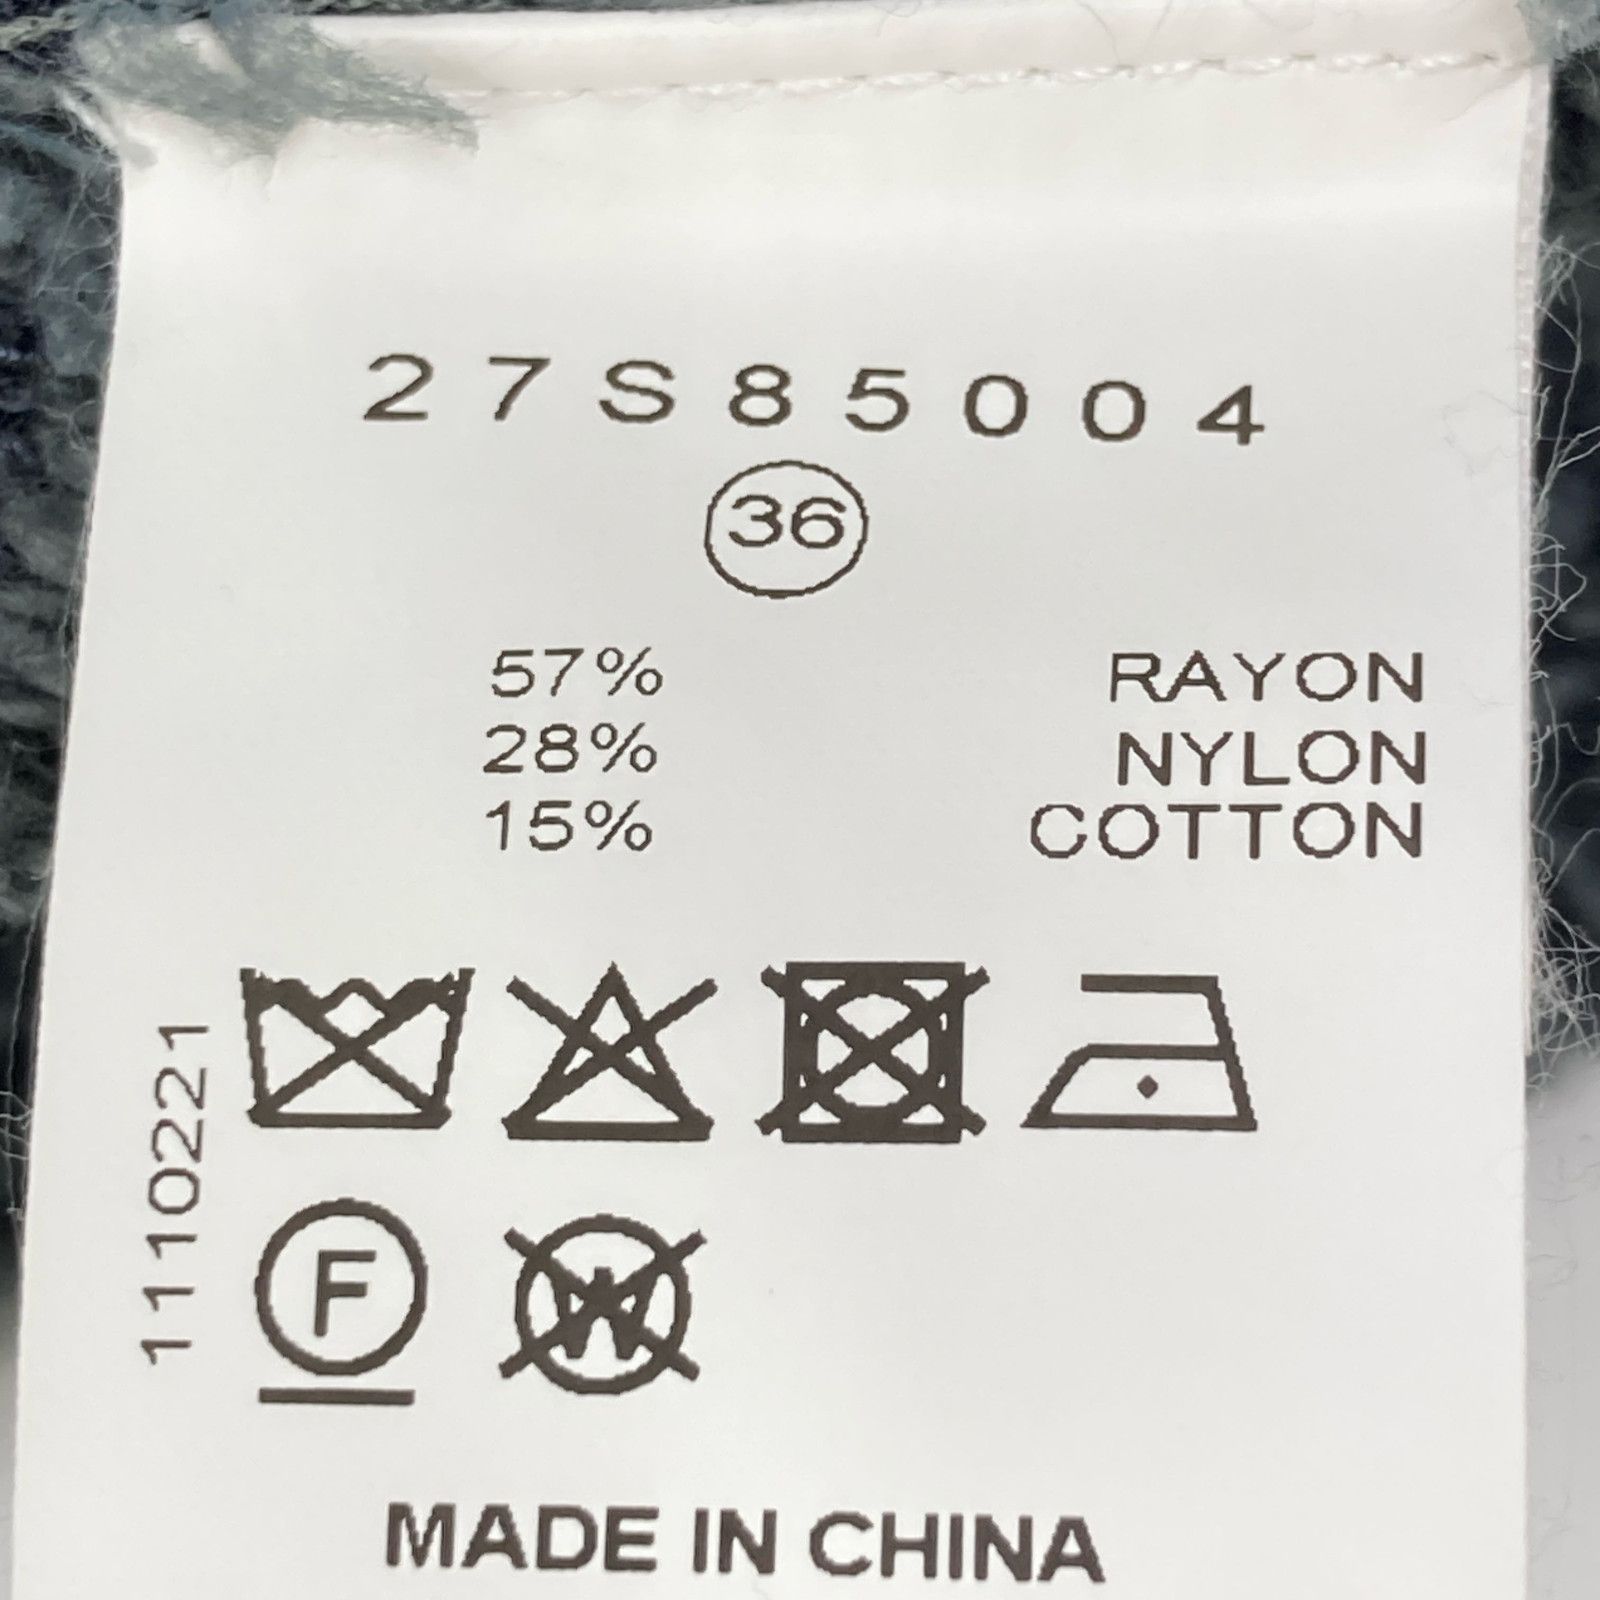 27S85004
36
57% RAYON
28% NYLON
15% COTTON
1110221
F
W
MADE IN CHINA